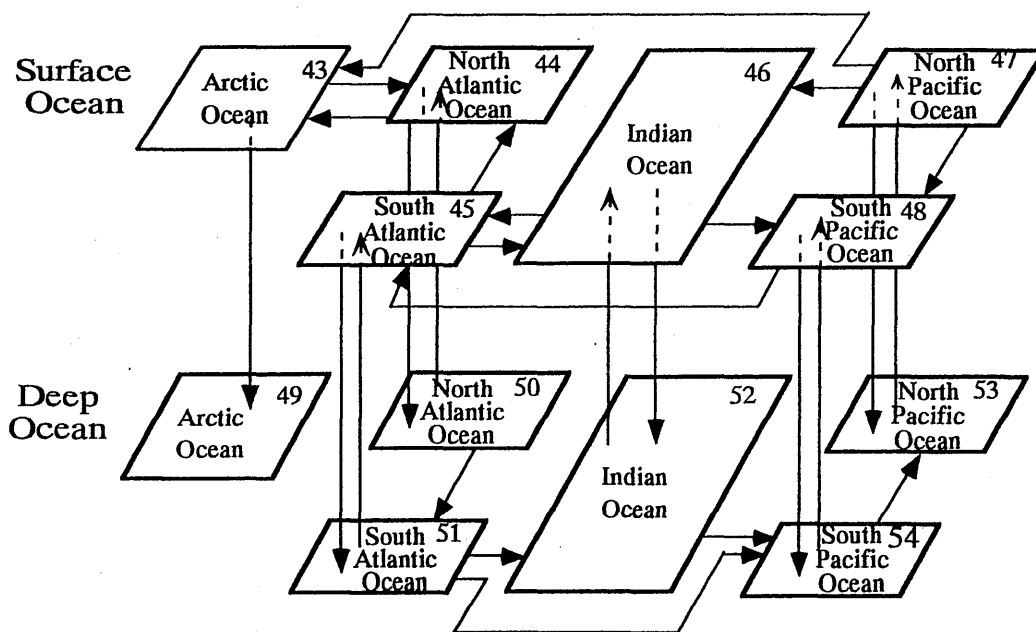 Surface
Ocean
Arctic
Ocean
43
North
Atlantic
Ocean
44
South
Atlantic
Ocean
45
Indian
Ocean
46
North
Pacific
Ocean
47
South
Pacific
Ocean
48
Deep
Ocean
Arctic
Ocean
49
North
Atlantic
Ocean
50
South
Atlantic
Ocean
51
Indian
Ocean
52
North
Pacific
Ocean
53
South
Pacific
Ocean
54